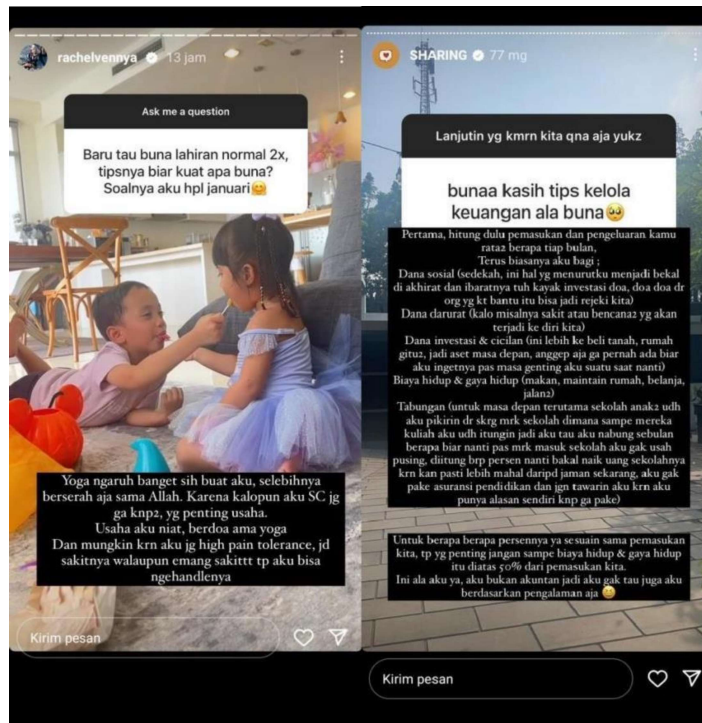 rachelvennya 13 jam
Ask me a question
Baru tau buna lahiran normal 2x,
tipsnya biar kuat apa buna?
Soalnya aku hpl januari🤗
Yoga ngaruh banget sih buat aku, selebihnya
berserah aja sama Allah. Karena kalopun aku SC jg
ga knp2, yg penting usaha.
Usaha aku niat, berdoa ama yoga
Dan mungkin krn aku jg high pain tolerance, jd
sakitnya walaupun emang sakittt tp aku bisa
ngehandlenya
Kirim pesan
SHARING 77 mg
Lanjutin yg kmrn kita qna aja yukz
bunaa kasih tips kelola
keuangan ala buna🥺
Pertama, hitung dulu pemasukan dan pengeluaran kamu
rata2 berapa tiap bulan,
Terus biasanya aku bagi ;
Dana sosial (sedekah, ini hal yg menurutku menjadi bekal
di akhirat dan ibaratnya tuh kayak investasi doa, doa doa dr
org yg kt bantu itu bisa jadi rejeki kita)
Dana darurat (kalo misalnya sakit atau bencana2 yg akan
terjadi ke diri kita)
Dana investasi & cicilan (ini lebih ke beli tanah, rumah
gitu2, jadi aset masa depan, anggep aja ga pernah ada biar
aku ingetnya pas masa genting aku suatu saat nanti)
Biaya hidup & gaya hidup (makan, maintain rumah, belanja,
jalan2)
Tabungan (untuk masa depan terutama sekolah anak2 udh
aku pikirin dr skrg mrk sekolah dimana sampe mereka
kuliah aku udh itungin jadi aku tau aku nabung sebulan
berapa biar nanti pas mrk masuk sekolah aku gak usah
pusing, diitung brp persen nanti bakal naik uang sekolahnya
krn kan pasti lebih mahal daripd jaman sekarang, aku gak
pake asuransi pendidikan dan jgn tawarin aku krn aku
punya alasan sendiri knp ga pake)
Untuk berapa berapa persennya ya sesuain sama pemasukan
kita, tp yg penting jangan sampe biaya hidup & gaya hidup
itu diatas 50% dari pemasukan kita.
Ini ala aku ya, aku bukan akuntan jadi aku gak tau juga aku
berdasarkan pengalaman aja 😊
Kirim pesan